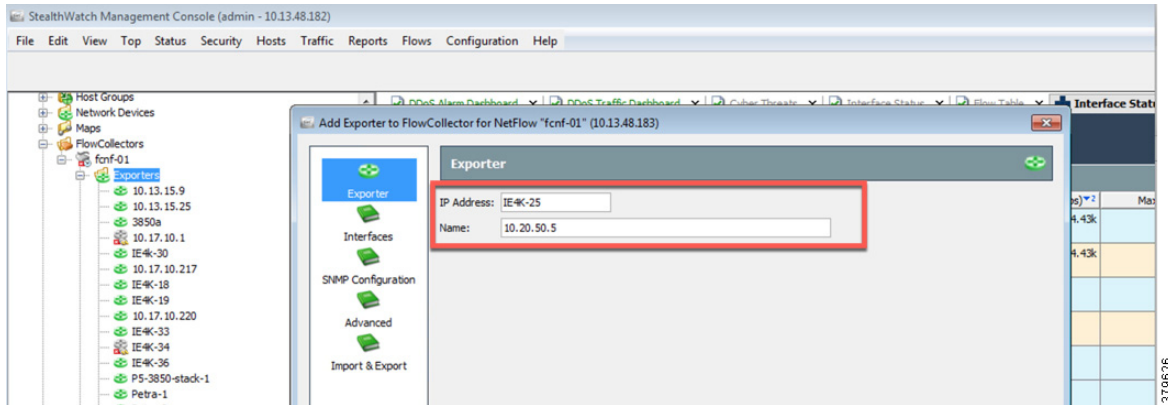 StealthWatch Management Console (admin - 10.13.48.182)
File Edit View Top Status Security Hosts Traffic Reports Flows Configuration Help
Host Groups
Network Devices
Maps
FlowCollectors
fcnf-01
Exporters
10.13.15.9
10.13.15.25
3850a
10.17.10.1
IE4k-30
10.17.10.217
IE4K-18
IE4K-19
10.17.10.220
IE4K-33
IE4K-34
IE4K-36
P5-3850-stack-1
Petra-1
DDoS Alarm Dashboard DDoS Traffic Dashboard Cyber Threats Interface Status Flow Table Interface Stat
Add Exporter to FlowCollector for NetFlow "fcnf-01" (10.13.48.183)
Exporter
Interfaces
SNMP Configuration
Advanced
Import & Export
Exporter
IP Address: IE4K-25
Name: 10.20.50.5
ps) 2 Max
4.43k
4.43k
379626